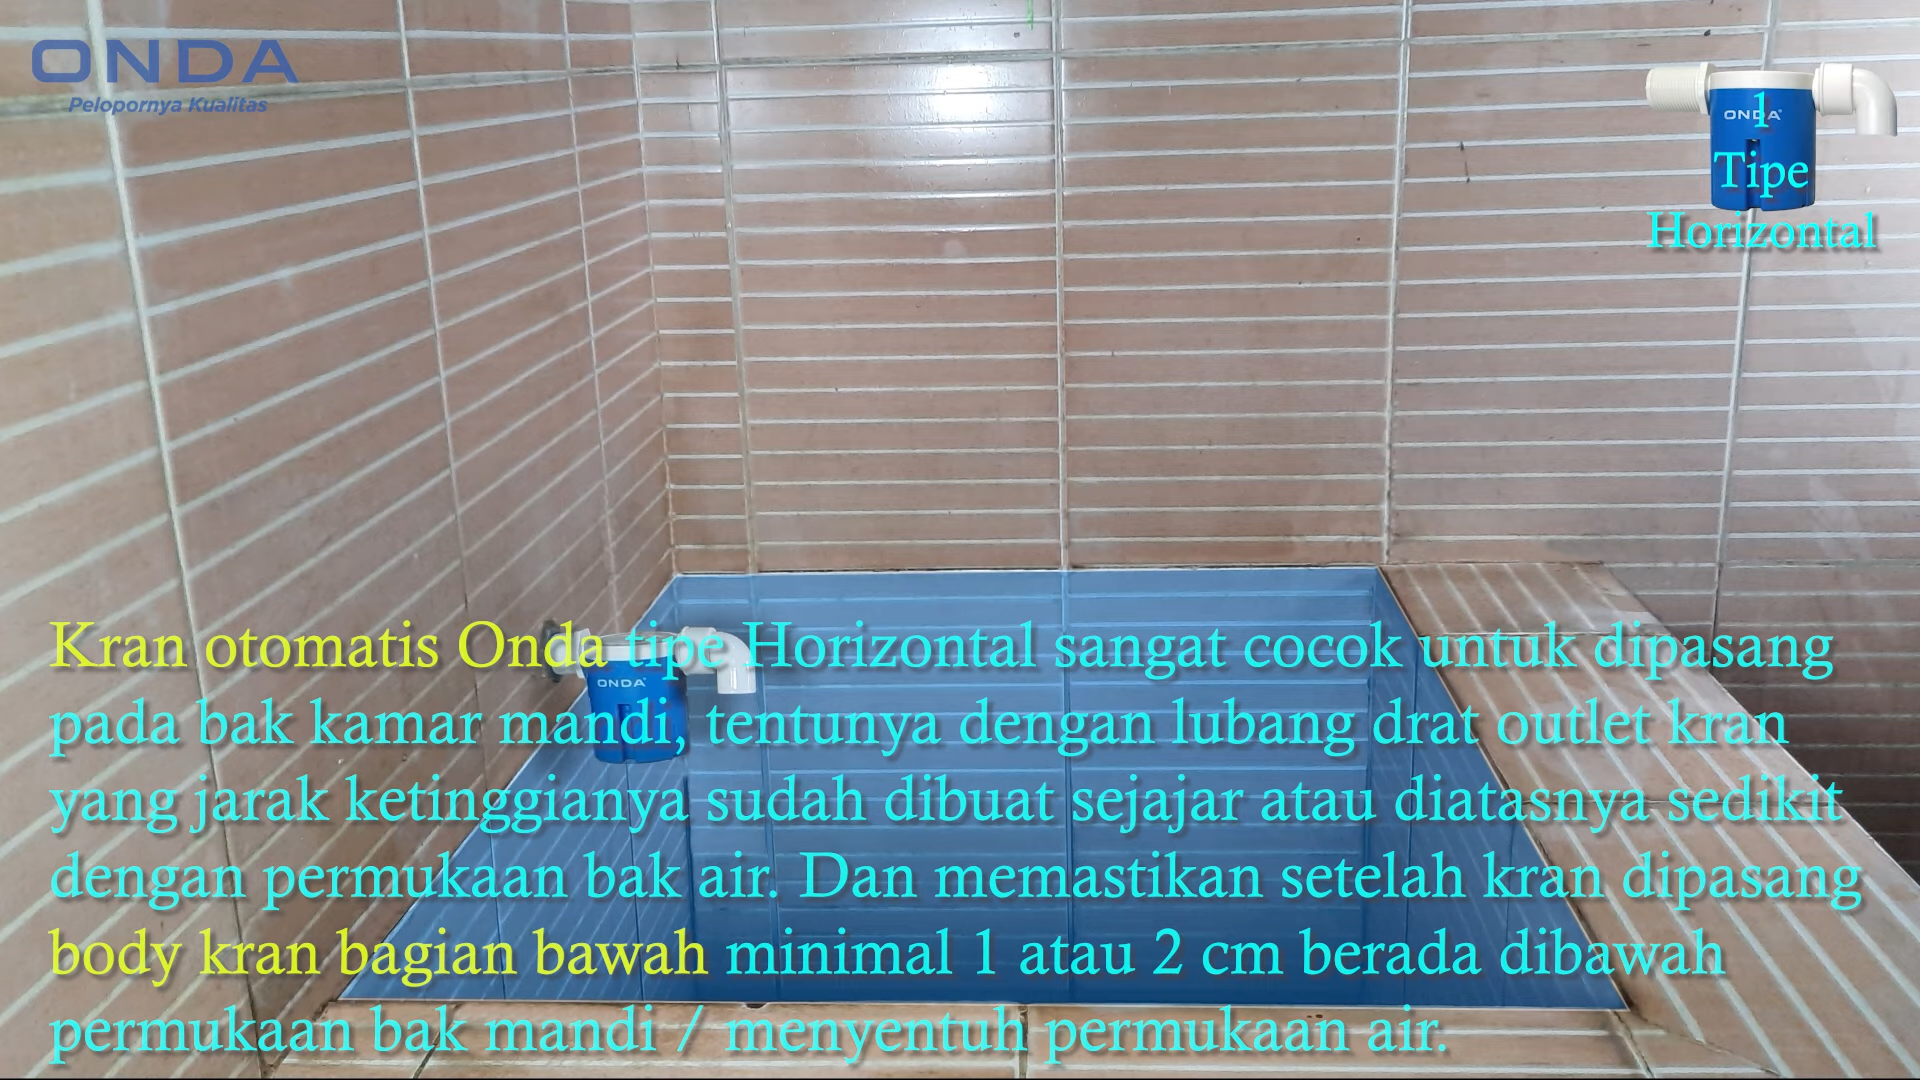 ONDA
Pelopornya Kualitas
ONDA
1
Tipe
Horizontal
Kran otomatis Onda tipe Horizontal sangat cocok untuk dipasang
ONDA
pada bak kamar mandi, tentunya dengan lubang drat outlet kran
yang jarak ketinggianya sudah dibuat sejajar atau diatasnya sedikit
dengan permukaan bak air. Dan memastikan setelah kran dipasang
body kran bagian bawah minimal 1 atau 2 cm berada dibawah
permukaan bak mandi / menyentuh permukaan air.